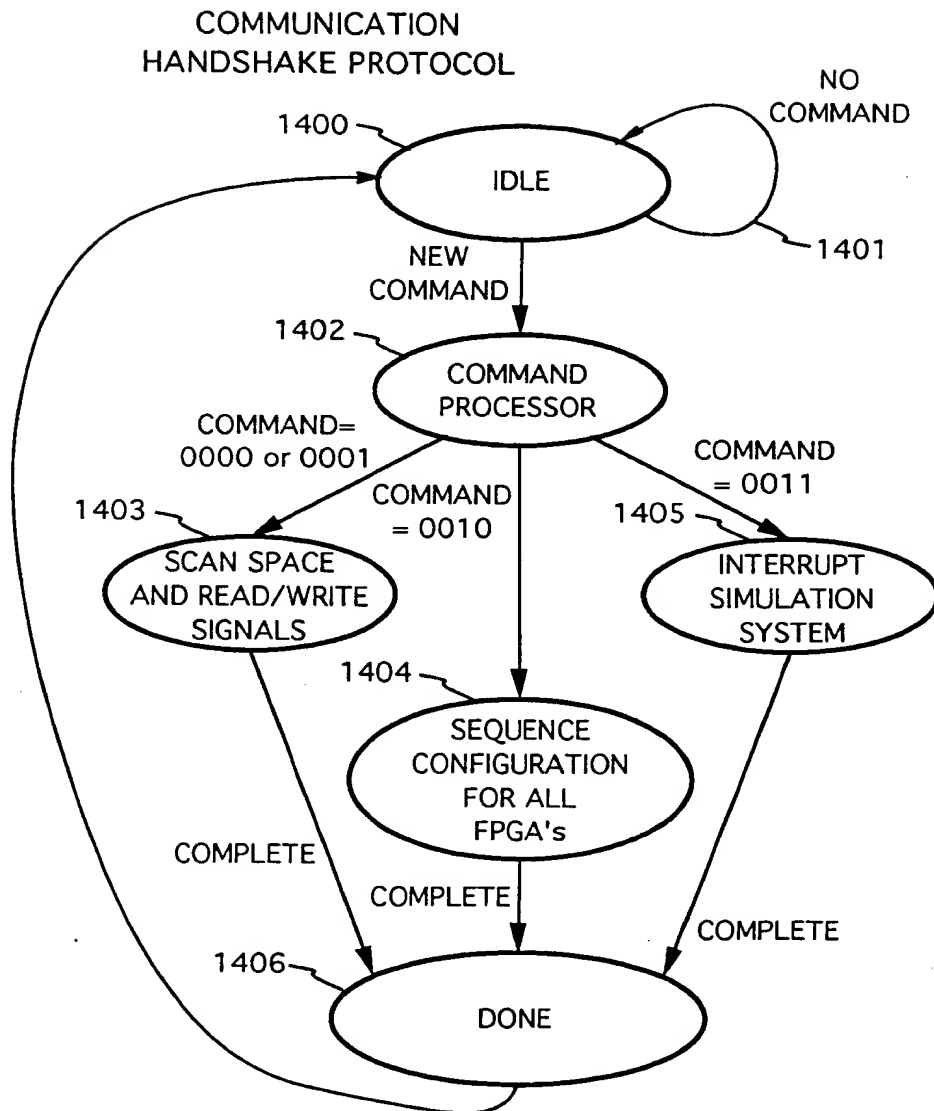 COMMUNICATION
HANDSHAKE PROTOCOL
NO
COMMAND
1400
IDLE
1401
NEW
COMMAND
1402
COMMAND
PROCESSOR
COMMAND=
0000 or 0001
COMMAND
= 0010
COMMAND
= 0011
1403
SCAN SPACE
AND READ/WRITE
SIGNALS
1405
INTERRUPT
SIMULATION
SYSTEM
1404
SEQUENCE
CONFIGURATION
FOR ALL
FPGA's
COMPLETE
COMPLETE
COMPLETE
1406
DONE